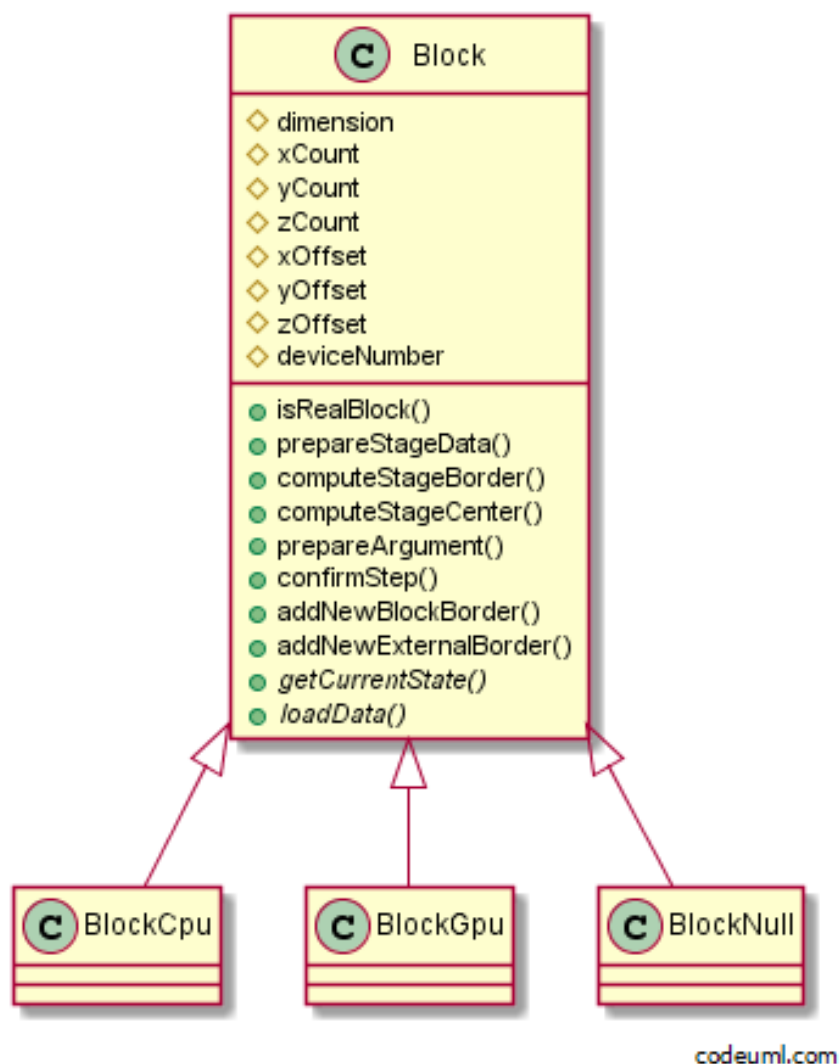 C Block
dimension
xCount
yCount
zCount
xOffset
yOffset
zOffset
deviceNumber
isRealBlock()
prepareStageData()
computeStageBorder()
computeStageCenter()
prepareArgument()
confirmStep()
addNewBlockBorder()
addNewExternalBorder()
getCurrentState()
loadData()
C BlockCpu
C BlockGpu
C BlockNull
codeuml.com